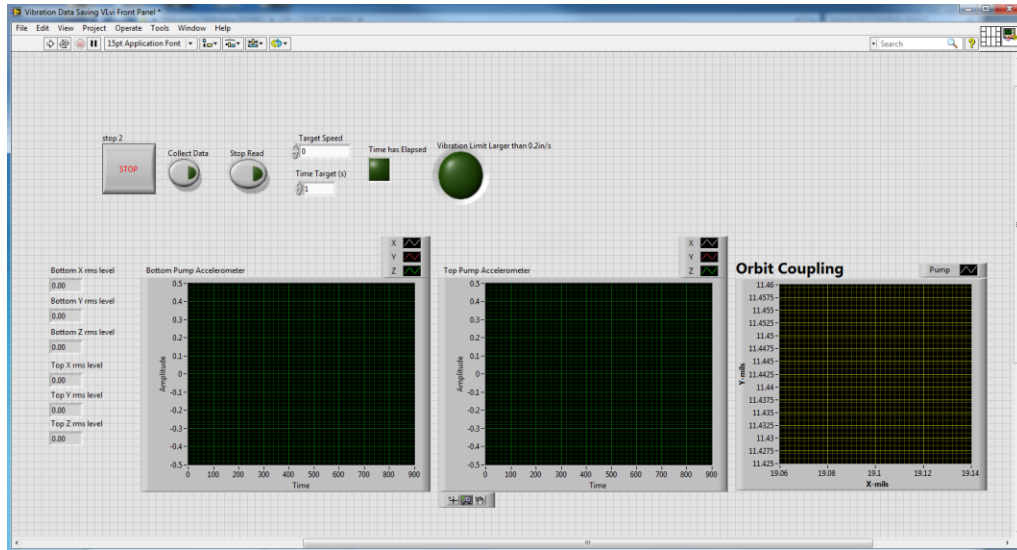 Vibration Data Saving VI.vi Front Panel *
File Edit View Project Operate Tools Window Help
15pt Application Font
Search
stop 2
STOP
Collect Data
Stop Read
Target Speed
0
Time Target (s)
1
Time has Elapsed
Vibration Limit Larger than 0.2in/s
Bottom X rms level
0.00
Bottom Y rms level
0.00
Bottom Z rms level
0.00
Top X rms level
0.00
Top Y rms level
0.00
Top Z rms level
0.00
Bottom Pump Accelerometer
X
Y
Z
Amplitude
0.5
0.4
0.3
0.2
0.1
0
-0.1
-0.2
-0.3
-0.4
-0.5
0 100 200 300 400 500 600 700 800 900
Time
Top Pump Accelerometer
X
Y
Z
Amplitude
0.5
0.4
0.3
0.2
0.1
0
-0.1
-0.2
-0.3
-0.4
-0.5
0 100 200 300 400 500 600 700 800 900
Time
Orbit Coupling
Pump
Y-mils
11.46
11.4575
11.455
11.4525
11.45
11.4475
11.445
11.4425
11.44
11.4375
11.435
11.4325
11.43
11.4275
11.425
19.06 19.08 19.1 19.12 19.14
X-mils